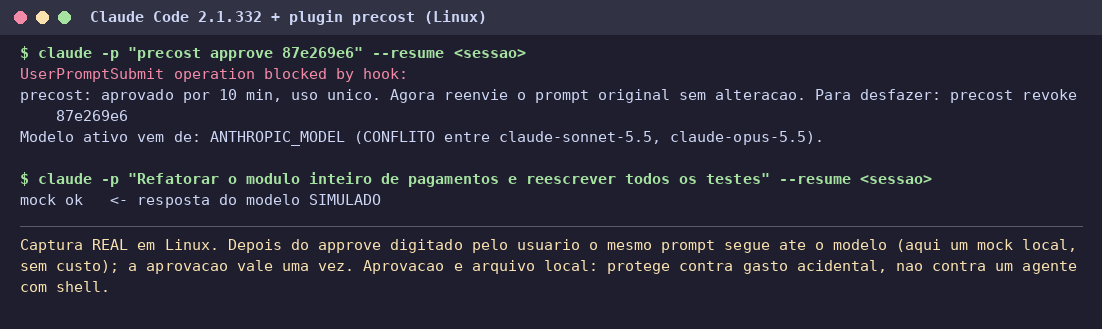 Claude Code 2.1.332 + plugin precost (Linux)
$ claude -p "precost approve 87e269e6" --resume <sessao>
UserPromptSubmit operation blocked by hook:
precost: aprovado por 10 min, uso unico. Agora reenvie o prompt original sem alteracao. Para desfazer: precost revoke
87e269e6
Modelo ativo vem de: ANTHROPIC_MODEL (CONFLITO entre claude-sonnet-5.5, claude-opus-5.5).
$ claude -p "Refatorar o modulo inteiro de pagamentos e reescrever todos os testes" --resume <sessao>
mock ok   <- resposta do modelo SIMULADO
Captura REAL em Linux. Depois do approve digitado pelo usuario o mesmo prompt segue ate o modelo (aqui um mock local,
sem custo); a aprovacao vale uma vez. Aprovacao e arquivo local: protege contra gasto acidental, nao contra um agente
com shell.